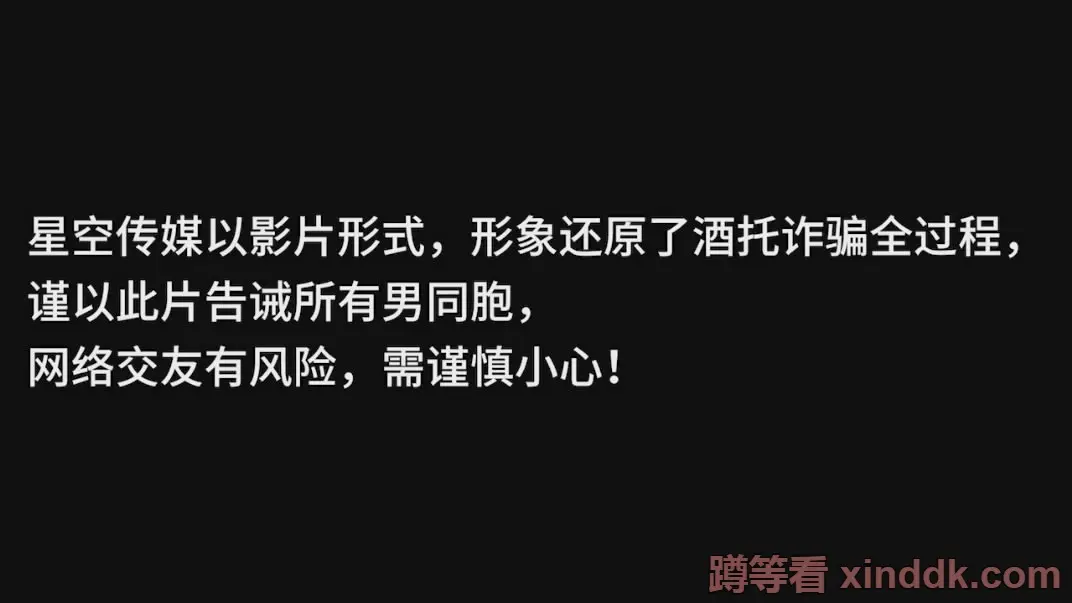 星空传媒以影片形式，形象还原了酒托诈骗全过程，
谨以此片告诫所有男同胞，
网络交友有风险，需谨慎小心！
蹲等看 xinddk.com